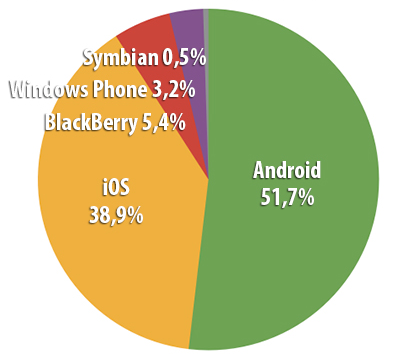 Symbian 0,5%
Windows Phone 3,2%
BlackBerry 5,4%
iOS
38,9%
Android
51,7%